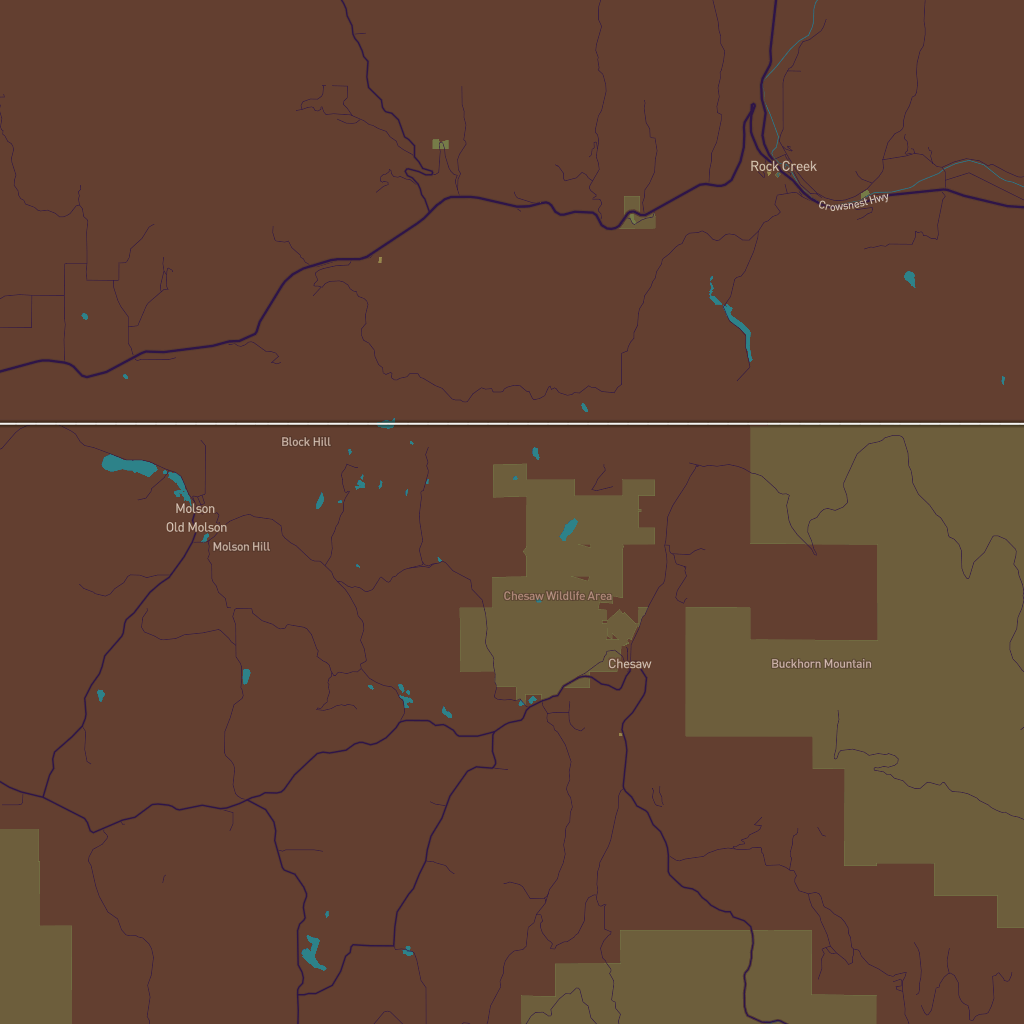 Rock Creek
Crowsnest Hwy
Block Hill
Molson
Old Molson
Molson Hill
Chesaw Wildlife Area
Chesaw
Buckhorn Mountain